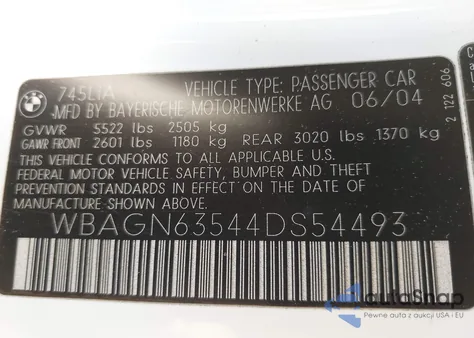 BMW
745LiA VEHICLE TYPE: PASSENGER CAR
MFD BY BAYERISCHE MOTORENWERKE AG 06/04
GVWR 5522 lbs 2505 kg
GAWR FRONT 2601 lbs 1180 kg REAR 3020 lbs 1370 kg
THIS VEHICLE CONFORMS TO ALL APPLICABLE U.S.
FEDERAL MOTOR VEHICLE SAFETY, BUMPER AND THEFT
PREVENTION STANDARDS IN EFFECT ON THE DATE OF
MANUFACTURE SHOWN ABOVE.
WBAGN63544DS54493
2 122 606
autoSnap
Pewne auta z USA i EU